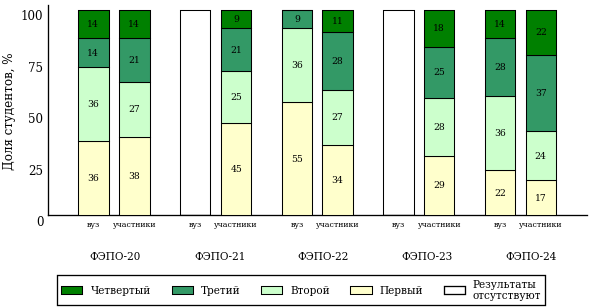 Доля студентов, %
100
75
50
25
0
14 14 9 9 11 18 14 22
14 21 21 36 28 25 28 37
36 27 25 55 27 28 36 24
36 38 45 34 29 22 17
вуз участники вуз участники вуз участники вуз участники вуз участники
ФЭПО-20 ФЭПО-21 ФЭПО-22 ФЭПО-23 ФЭПО-24
Четвертый Третий Второй Первый Результаты
отсутствуют